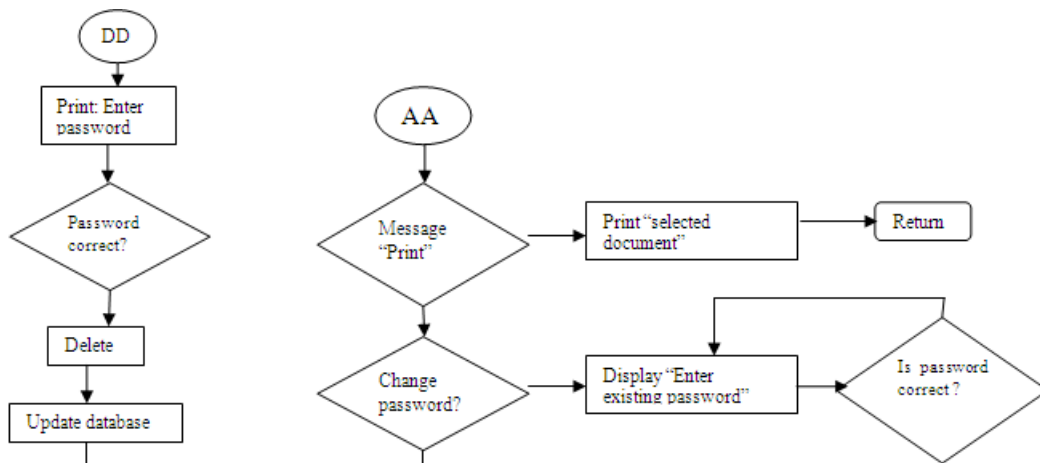 DD
Print: Enter
password
Password
correct?
Delete
Update database
AA
Message
“Print”
Print “selected
document”
Return
Change
password?
Display “Enter
existing password”
Is password
correct ?